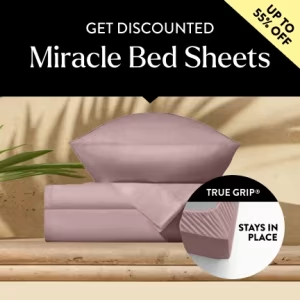 GET DISCOUNTED
UP TO
55% OFF
Miracle Bed Sheets
TRUE GRIP®
STAYS IN
PLACE